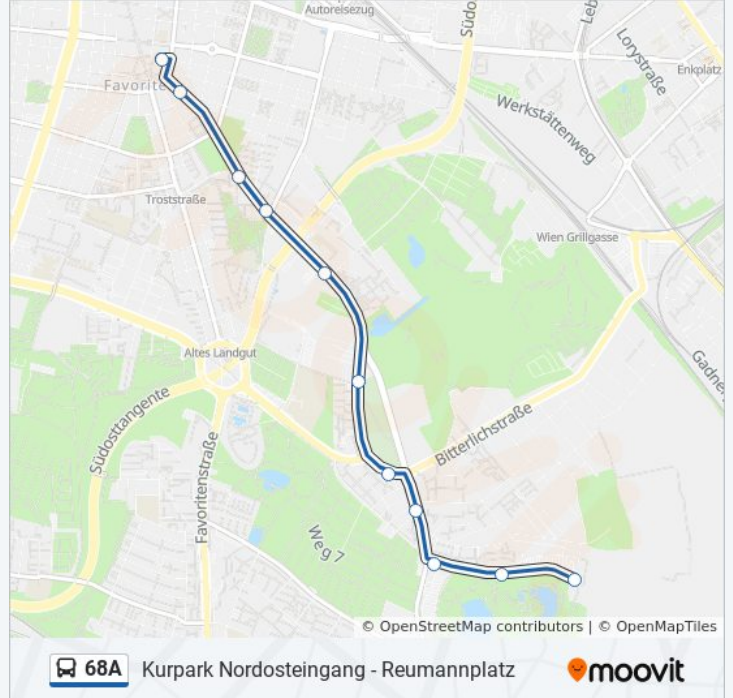 Autoreisezug
Südo
Leb
Lorystraße
Enkplatz
Favorite
Werkstättenweg
Troststraße
Wien Grillgasse
Altes Landgut
Gadner
Südosttangente
Bitterlichstraße
Favoritenstraße
Weg 7
© OpenStreetMap contributors | © OpenMapTiles
68A Kurpark Nordosteingang - Reumannplatz moovit